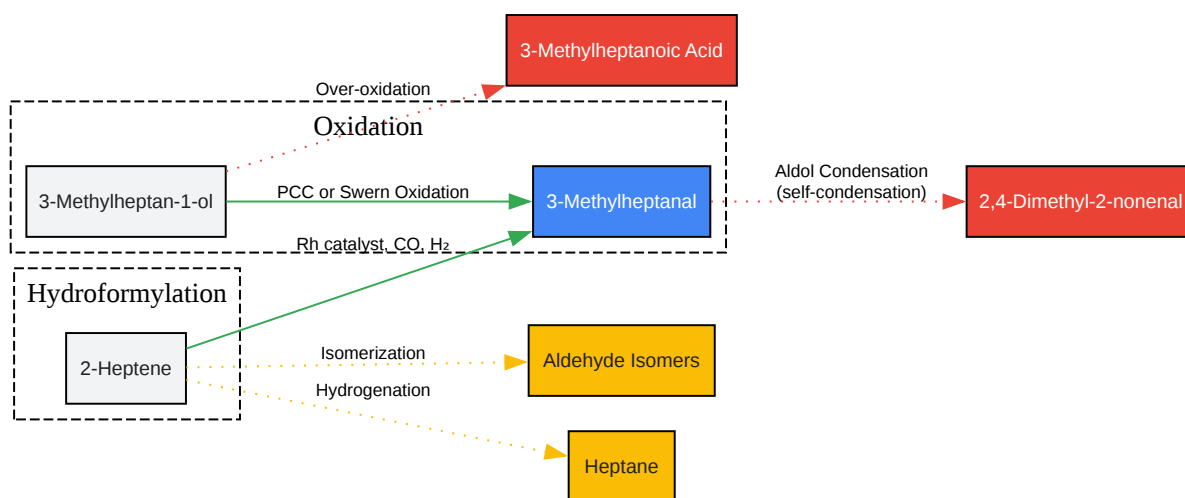 3-Methylheptanoic Acid
Over-oxidation
Oxidation
3-Methylheptan-1-ol
PCC or Swern Oxidation
3-Methylheptanal
Aldol Condensation
(self-condensation)
2,4-Dimethyl-2-nonenal
Rh catalyst, CO, H₂
Hydroformylation
2-Heptene
Isomerization
Aldehyde Isomers
Hydrogenation
Heptane